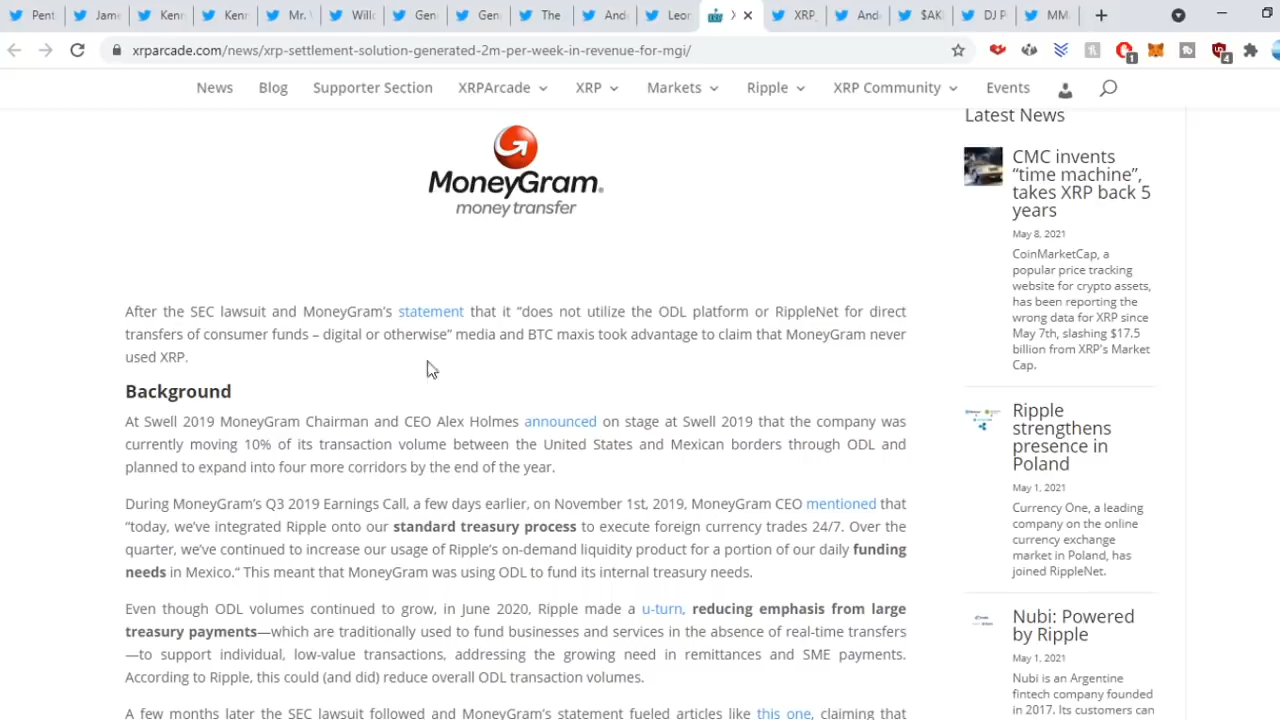 Pent
Jame
Kenn
Kenn
Mr. V
Willo
Gen
Gen
The
And
Leor
XRP
And
$AK
DJ P
MM
xrparcade.com/news/xrp-settlement-solution-generated-2m-per-week-in-revenue-for-mgi/
1
4
News Blog Supporter Section XRPArcade XRP Markets Ripple XRP Community Events
MoneyGram.
money transfer
After the SEC lawsuit and MoneyGram's statement that it “does not utilize the ODL platform or RippleNet for direct
transfers of consumer funds – digital or otherwise” media and BTC maxis took advantage to claim that MoneyGram never
used XRP.
Background
At Swell 2019 MoneyGram Chairman and CEO Alex Holmes announced on stage at Swell 2019 that the company was
currently moving 10% of its transaction volume between the United States and Mexican borders through ODL and
planned to expand into four more corridors by the end of the year.
During MoneyGram's Q3 2019 Earnings Call, a few days earlier, on November 1st, 2019, MoneyGram CEO mentioned that
“today, we've integrated Ripple onto our standard treasury process to execute foreign currency trades 24/7. Over the
quarter, we've continued to increase our usage of Ripple's on-demand liquidity product for a portion of our daily funding
needs in Mexico.“ This meant that MoneyGram was using ODL to fund its internal treasury needs.
Even though ODL volumes continued to grow, in June 2020, Ripple made a u-turn, reducing emphasis from large
treasury payments—which are traditionally used to fund businesses and services in the absence of real-time transfers
—to support individual, low-value transactions, addressing the growing need in remittances and SME payments.
According to Ripple, this could (and did) reduce overall ODL transaction volumes.
A few months later the SEC lawsuit followed and MoneyGram's statement fueled articles like this one, claiming that
Latest News
CMC invents
“time machine”,
takes XRP back 5
years
May 8, 2021
CoinMarketCap, a
popular price tracking
website for crypto assets,
has been reporting the
wrong data for XRP since
May 7th, slashing $17.5
billion from XRP's Market
Cap.
Ripple
strengthens
presence in
Poland
May 1, 2021
Currency One, a leading
company on the online
currency exchange
market in Poland, has
joined RippleNet.
Nubi: Powered
by Ripple
May 1, 2021
Nubi is an Argentine
fintech company founded
in 2017. Its customers can